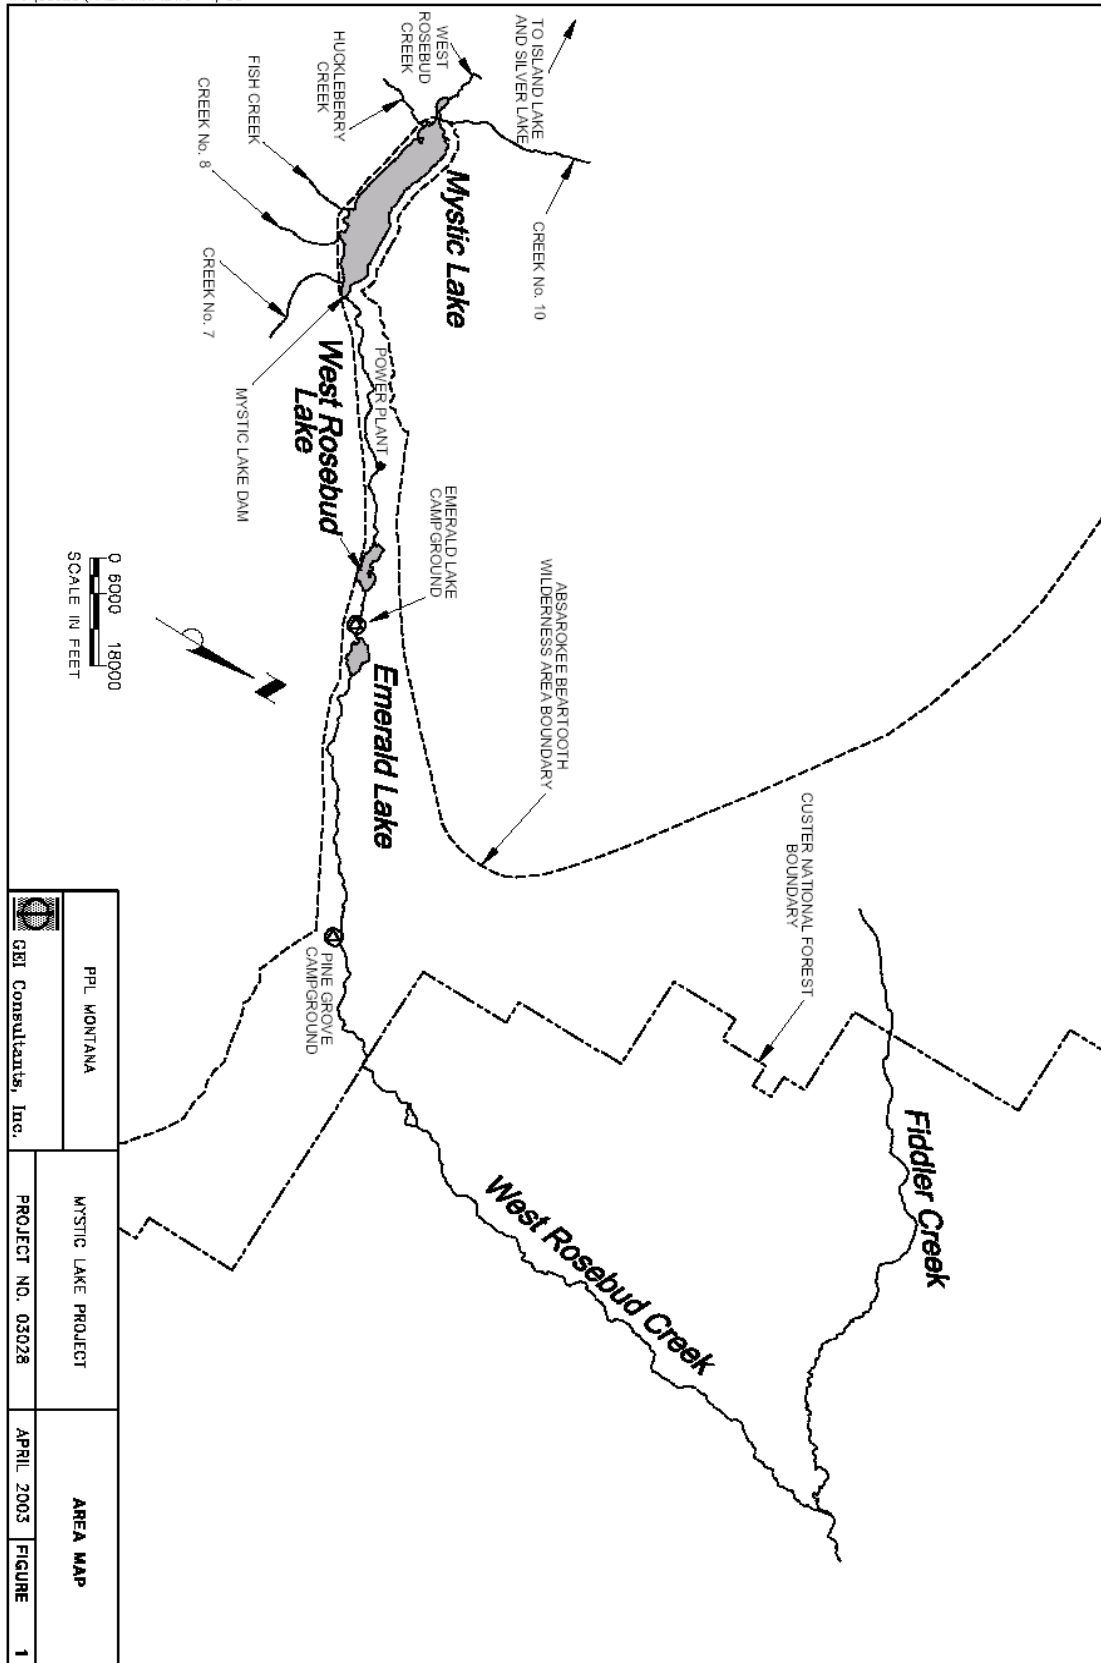 TO ISLAND LAKE
AND SILVER LAKE
WEST
ROSEBUD
CREEK
HUCKLEBERRY
CREEK
FISH CREEK
CREEK No. 8
CREEK No. 7
CREEK No. 10
Mystic Lake
MYSTIC LAKE DAM
POWER PLANT
West Rosebud
Lake
EMERALD LAKE
CAMPGROUND
Emerald Lake
ABSAROKEE BEARTOOTH
WILDERNESS AREA BOUNDARY
CUSTER NATIONAL FOREST
BOUNDARY
PINE GROVE
CAMPGROUND
Fiddler Creek
West Rosebud Creek
0 6000 18000
SCALE IN FEET
N
PPL MONTANA
GEI Consultants, Inc.
MYSTIC LAKE PROJECT
PROJECT NO. 03028
AREA MAP
APRIL 2003
FIGURE 1